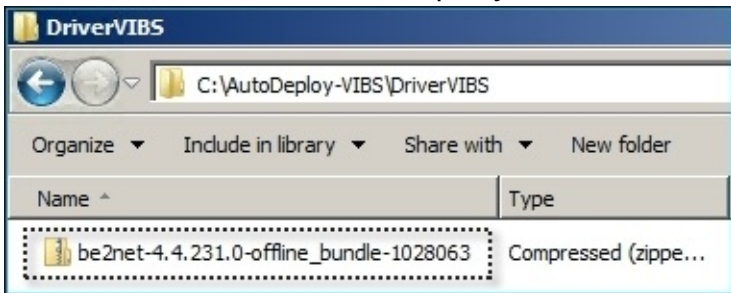 DriverVIBS
C:\AutoDeploy-VIBS\DriverVIBS
Organize Include in library Share with New folder
Name Type
be2net-4.4.231.0-offline_bundle-1028063 Compressed (zippe...